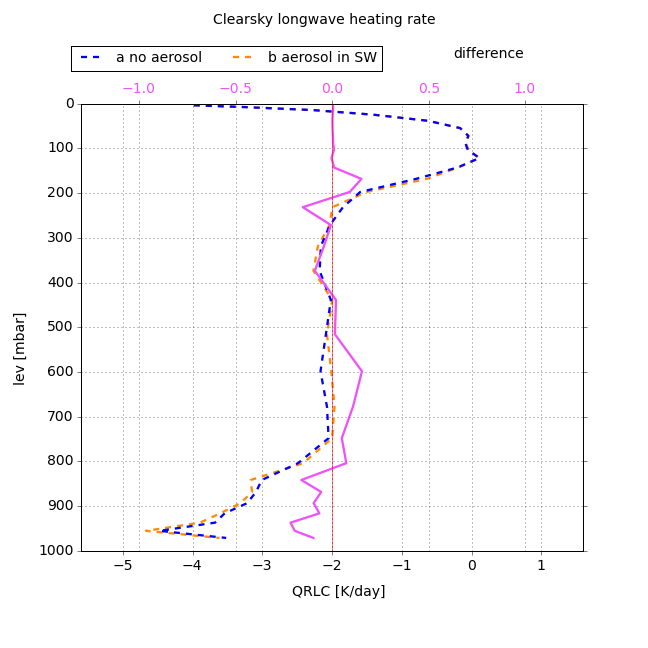 Clearsky longwave heating rate
a no aerosol b aerosol in SW difference
−1.0 −0.5 0.0 0.5 1.0
0
100
200
300
400
500
600
700
800
900
1000
lev [mbar]
−5 −4 −3 −2 −1 0 1
QRLC [K/day]